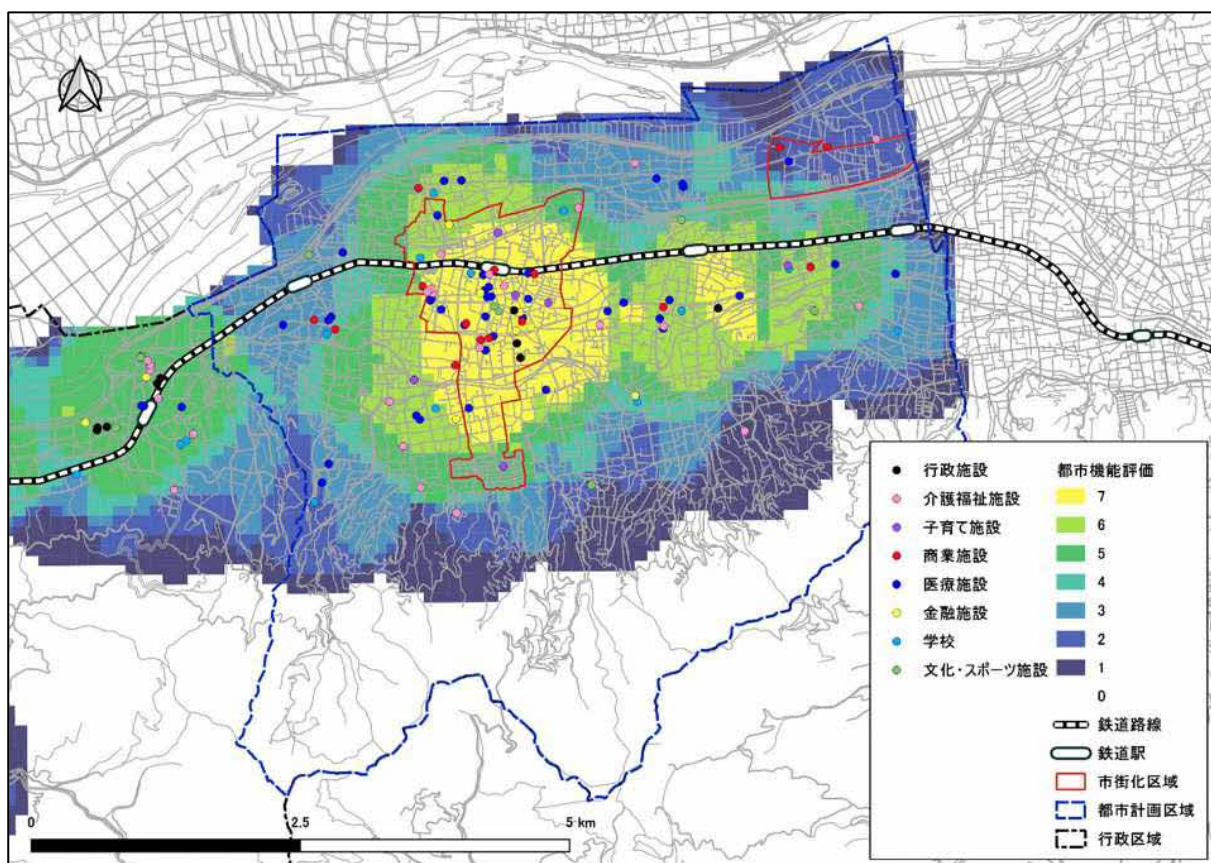 行政施設
介護福祉施設
子育て施設
商業施設
医療施設
金融施設
学校
文化・スポーツ施設
都市機能評価
7
6
5
4
3
2
1
0
鉄道路線
鉄道駅
市街化区域
都市計画区域
行政区域
0 2.5 5 km